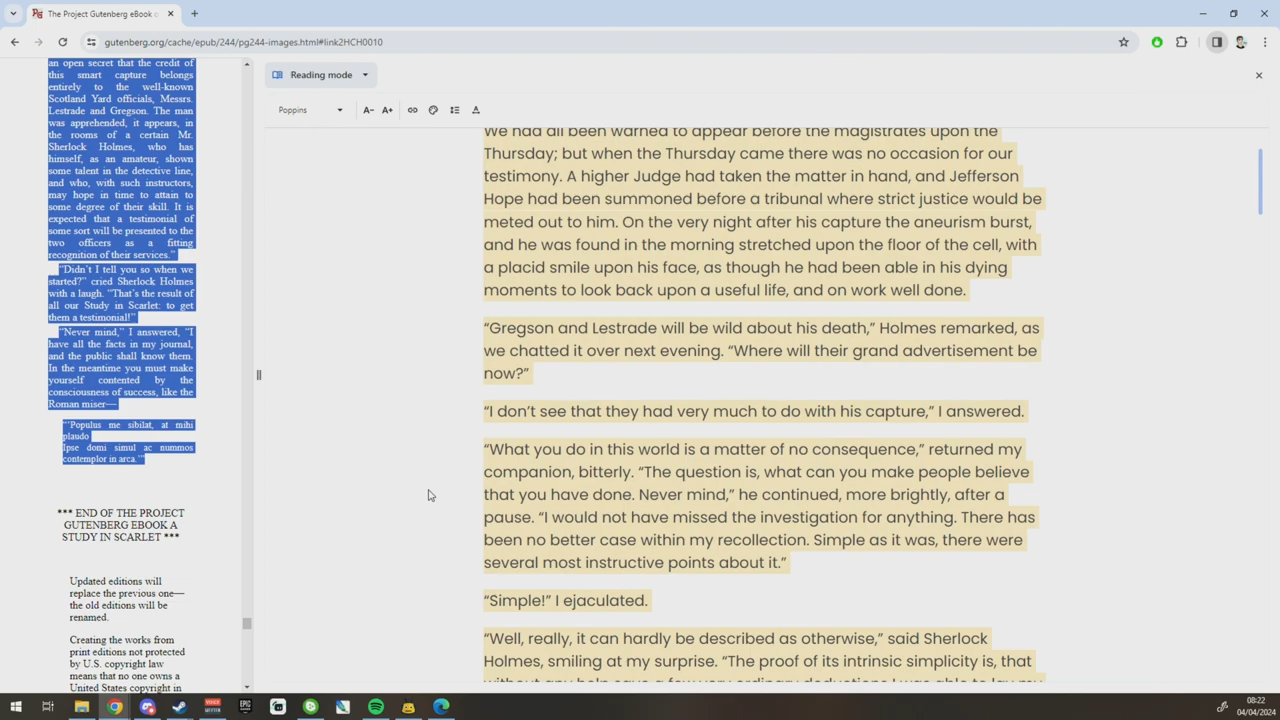 The Project Gutenberg eBook o
gutenberg.org/cache/epub/244/pg244-images.html#link2HCH0010
an open secret that the credit of
this smart capture belongs
entirely to the well-known
Scotland Yard officials, Messrs.
Lestrade and Gregson. The man
was apprehended, it appears, in
the rooms of a certain Mr.
Sherlock Holmes, who has
himself, as an amateur, shown
some talent in the detective line,
and who, with such instructors,
may hope in time to attain to
some degree of their skill. It is
expected that a testimonial of
some sort will be presented to the
two officers as a fitting
recognition of their services.”
“Didn’t I tell you so when we
started?” cried Sherlock Holmes
with a laugh. “That’s the result of
all our Study in Scarlet: to get
them a testimonial!”
“Never mind,” I answered, “I
have all the facts in my journal,
and the public shall know them.
In the meantime you must make
yourself contented by the
consciousness of success, like the
Roman miser—
“‘Populus me sibilat, at mihi
plaudo
Ipse domi simul ac nummos
contemplor in arca.’”
*** END OF THE PROJECT
GUTENBERG EBOOK A
STUDY IN SCARLET ***
Updated editions will
replace the previous one—
the old editions will be
renamed.
Creating the works from
print editions not protected
by U.S. copyright law
means that no one owns a
United States copyright in
Reading mode
Poppins
A-
A+
We had all been warned to appear before the magistrates upon the
Thursday; but when the Thursday came there was no occasion for our
testimony. A higher Judge had taken the matter in hand, and Jefferson
Hope had been summoned before a tribunal where strict justice would be
meted out to him. On the very night after his capture the aneurism burst,
and he was found in the morning stretched upon the floor of the cell, with
a placid smile upon his face, as though he had been able in his dying
moments to look back upon a useful life, and on work well done.
“Gregson and Lestrade will be wild about his death,” Holmes remarked, as
we chatted it over next evening. “Where will their grand advertisement be
now?”
“I don’t see that they had very much to do with his capture,” I answered.
“What you do in this world is a matter of no consequence,” returned my
companion, bitterly. “The question is, what can you make people believe
that you have done. Never mind,” he continued, more brightly, after a
pause. “I would not have missed the investigation for anything. There has
been no better case within my recollection. Simple as it was, there were
several most instructive points about it.”
“Simple!” I ejaculated.
“Well, really, it can hardly be described as otherwise,” said Sherlock
Holmes, smiling at my surprise. “The proof of its intrinsic simplicity is, that
08:22
04/04/2024